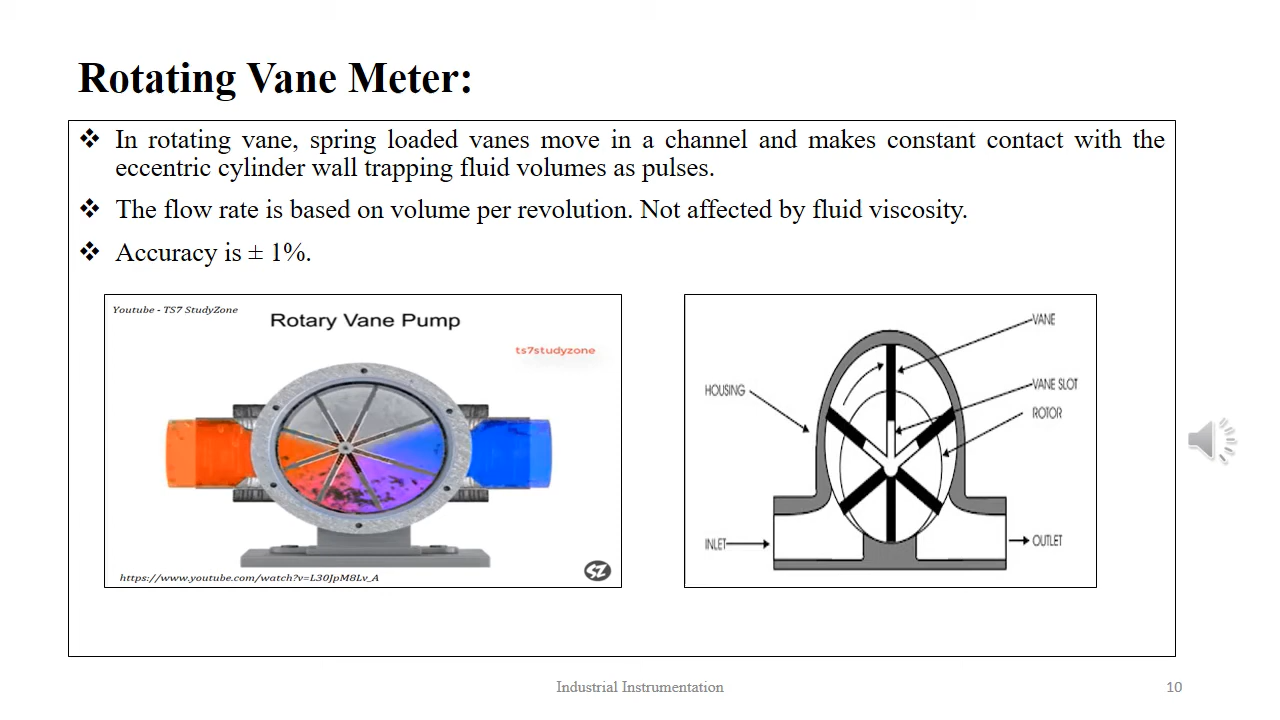 Rotating Vane Meter:
❖ In rotating vane, spring loaded vanes move in a channel and makes constant contact with the
eccentric cylinder wall trapping fluid volumes as pulses.
❖ The flow rate is based on volume per revolution. Not affected by fluid viscosity.
❖ Accuracy is ± 1%.
Youtube - TS7 StudyZone
Rotary Vane Pump
ts7studyzone
https://www.youtube.com/watch?v=L30JpM8Lv_A
SZ
VANE
HOUSING
VANE SLOT
ROTOR
INLET
OUTLET
Industrial Instrumentation
10